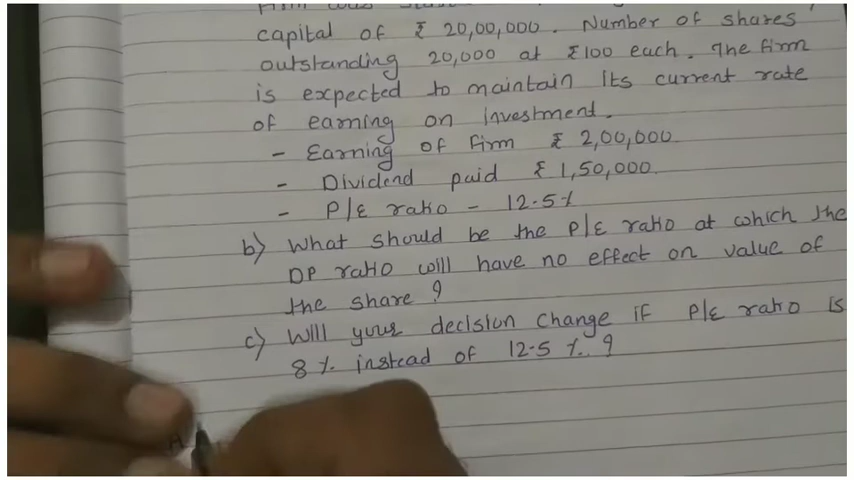 capital of ₹ 20,00,000. Number of shares
outstanding 20,000 at ₹100 each. The firm
is expected to maintain its current rate
of earning on investment.
- Earning of firm ₹ 2,00,000
- Dividend paid ₹ 1,50,000.
- P/E ratio - 12.5%
b) What should be the P/E ratio at which the
DP ratio will have no effect on value of
the share ?
c) Will your decision change if P/E ratio is
8 % instead of 12.5 % ?
A